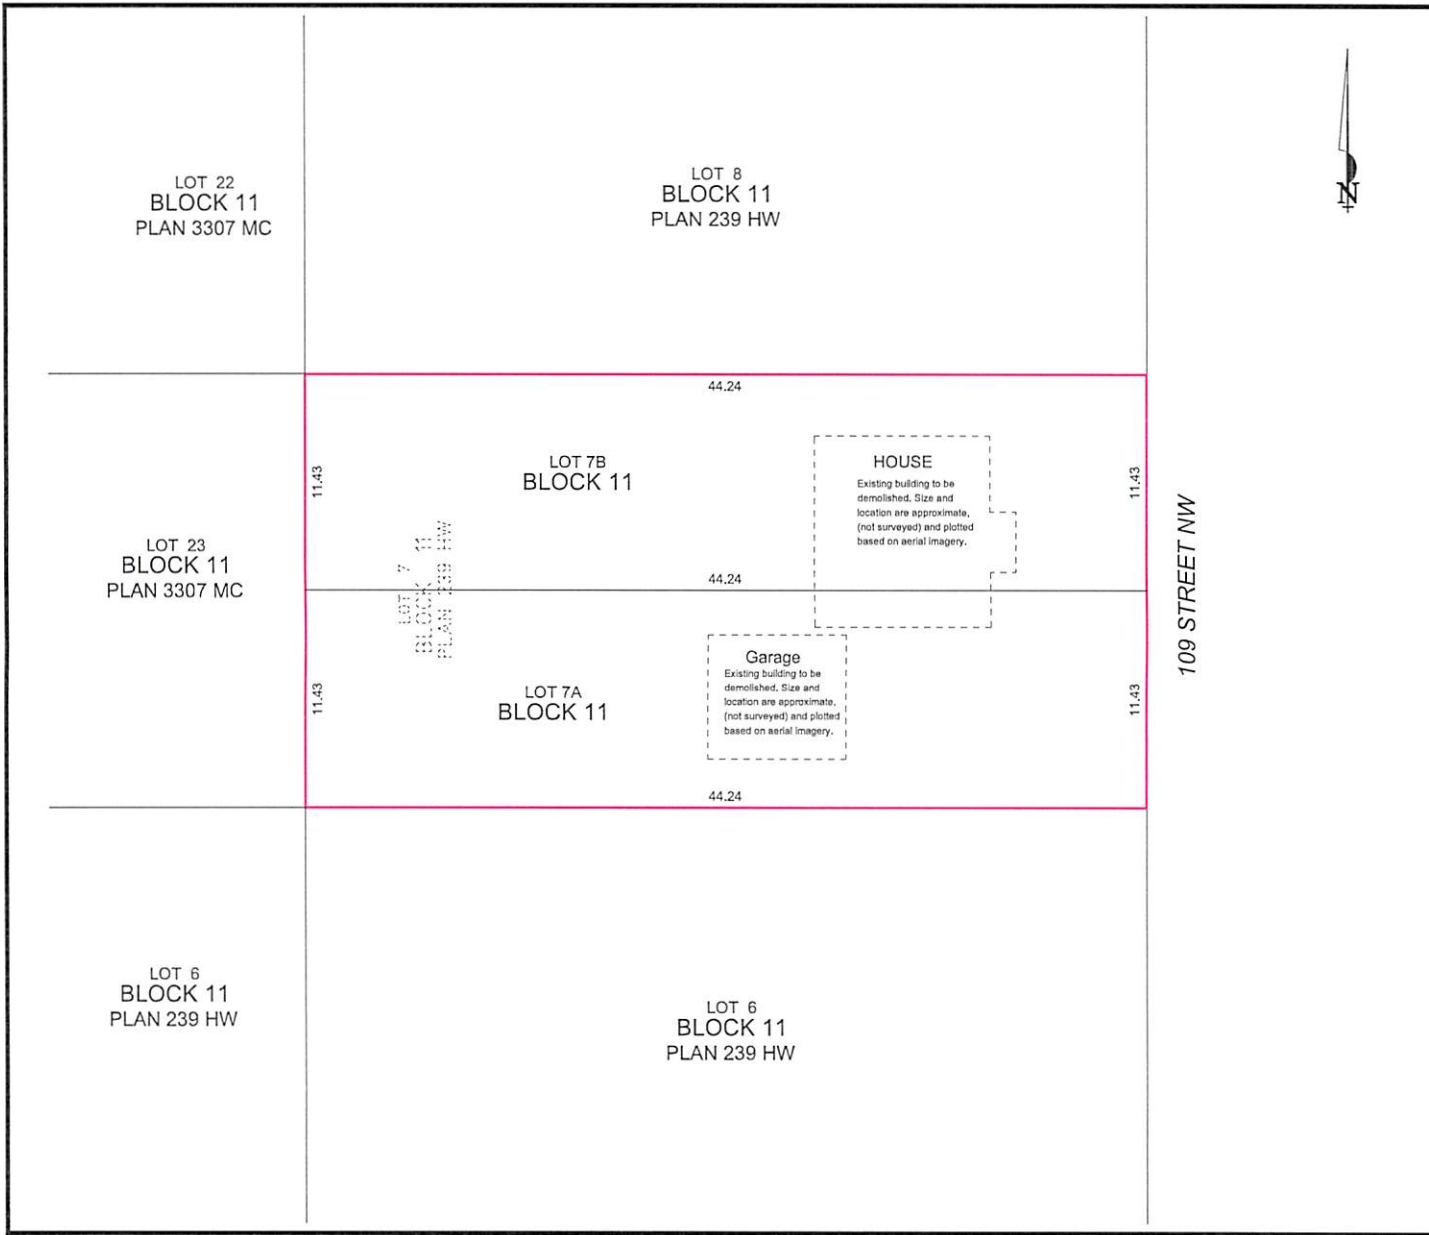 LOT 22
BLOCK 11
PLAN 3307 MC
LOT 8
BLOCK 11
PLAN 239 HW
N
44.24
11.43
LOT 7B
BLOCK 11
HOUSE
Existing building to be
demolished. Size and
location are approximate,
(not surveyed) and plotted
based on aerial imagery.
11.43
109 STREET NW
LOT 23
BLOCK 11
PLAN 3307 MC
LOT 7
BLOCK 11
PLAN 239 HW
44.24
11.43
LOT 7A
BLOCK 11
Garage
Existing building to be
demolished. Size and
location are approximate,
(not surveyed) and plotted
based on aerial imagery.
11.43
44.24
LOT 6
BLOCK 11
PLAN 239 HW
LOT 6
BLOCK 11
PLAN 239 HW